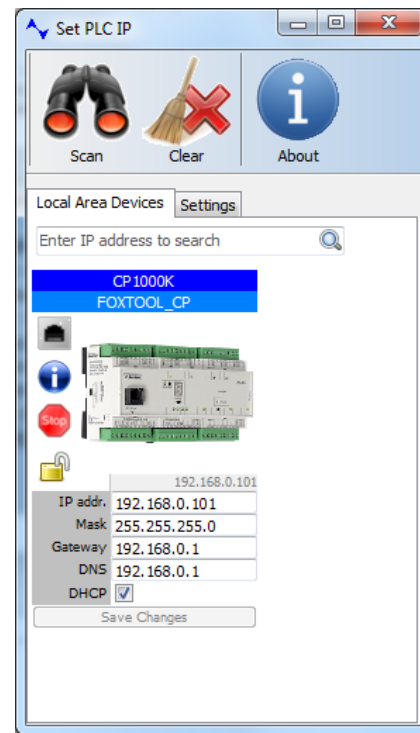 Set PLC IP
Scan Clear About
Local Area Devices Settings
Enter IP address to search
CP1000K
FOXTOOL_CP
Stop
192.168.0.101
IP addr. 192.168.0.101
Mask 255.255.255.0
Gateway 192.168.0.1
DNS 192.168.0.1
DHCP
Save Changes